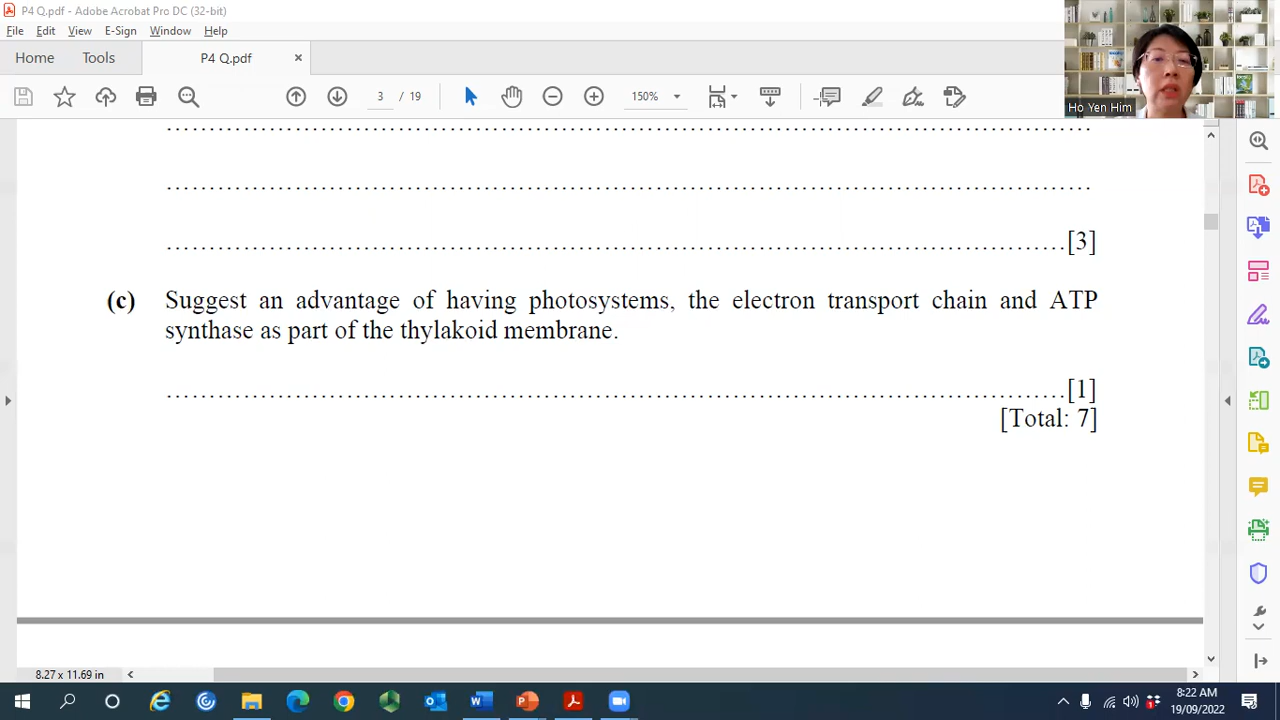 P4 Q.pdf - Adobe Acrobat Pro DC (32-bit)
File Edit View E-Sign Window Help
Home Tools P4 Q.pdf ×
3 / 19 150%
Ho Yen Him
........................................................................................................
........................................................................................................
.....................................................................................................[3]
(c) Suggest an advantage of having photosystems, the electron transport chain and ATP
synthase as part of the thylakoid membrane.
.....................................................................................................[1]
[Total: 7]
8.27 x 11.69 in
8:22 AM
19/09/2022